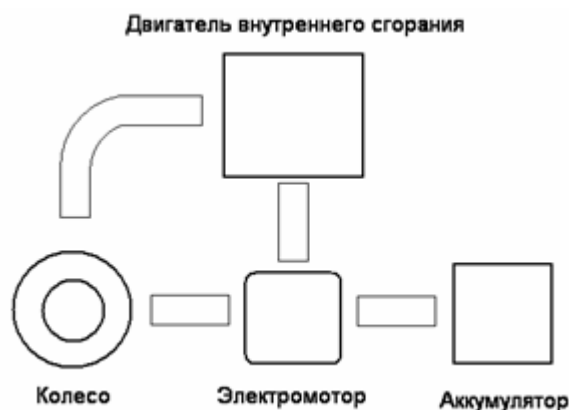 Двигатель внутреннего сгорания
Колесо
Электромотор
Аккумулятор